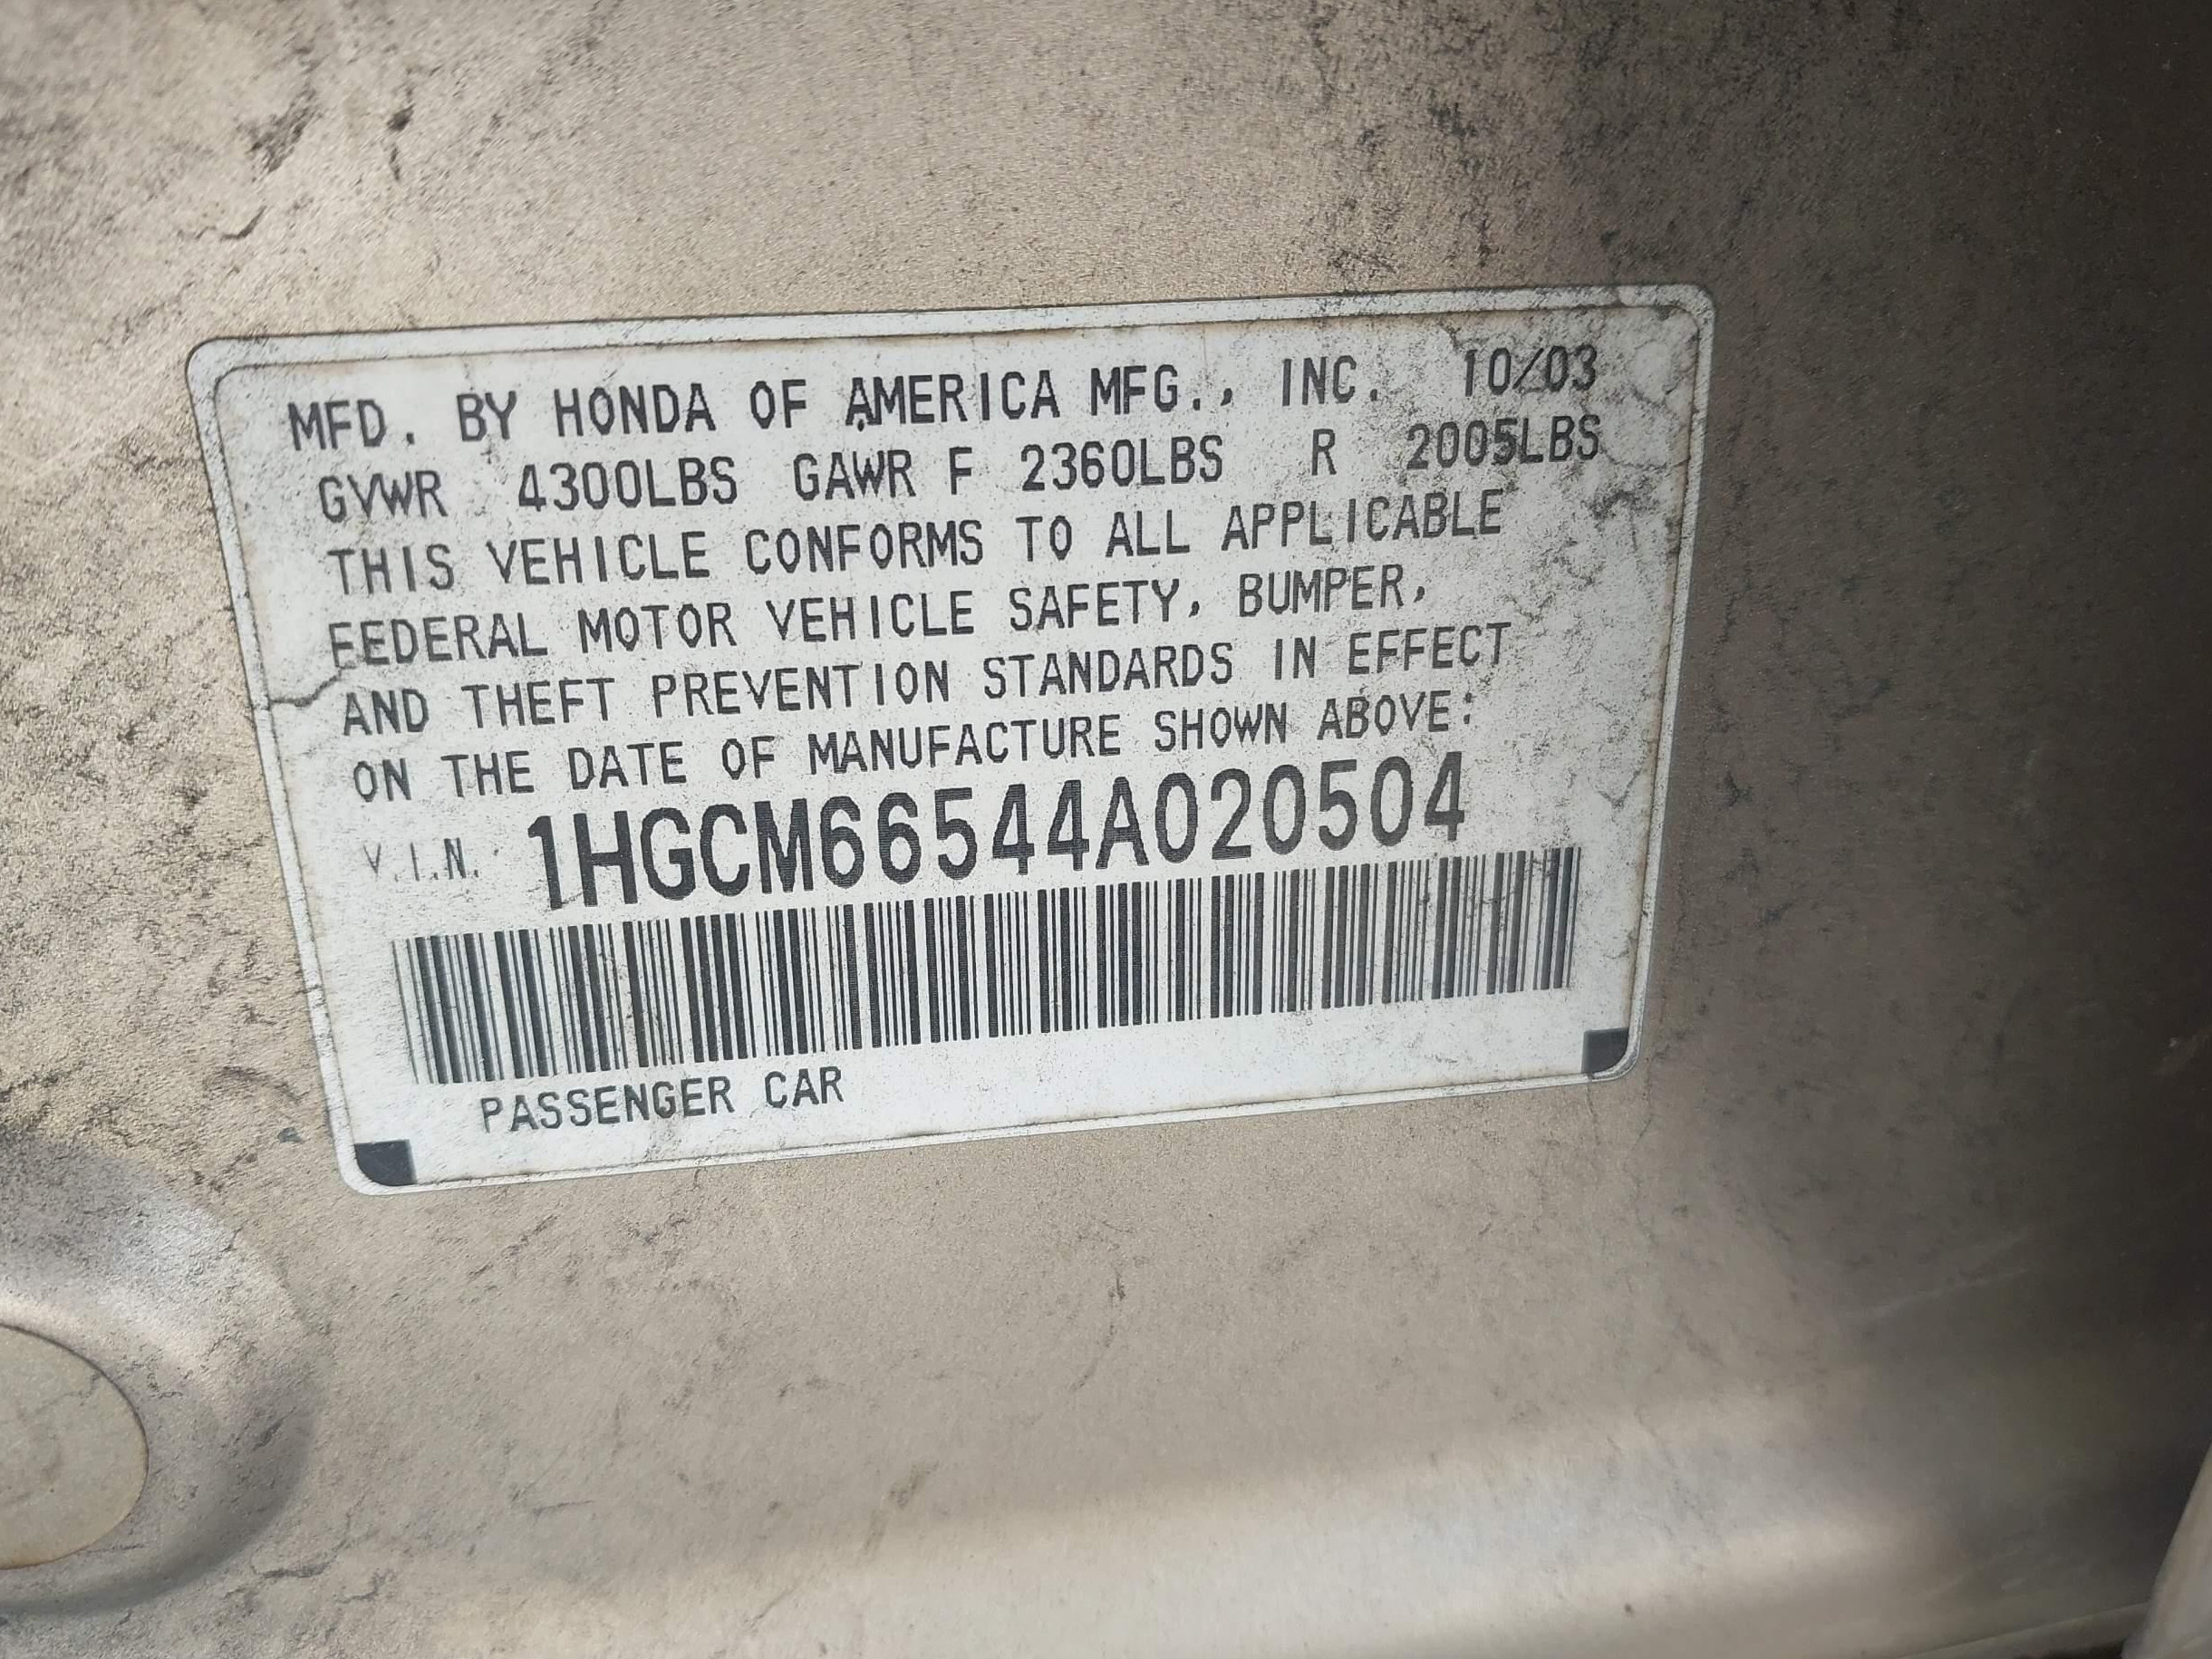 MFD. BY HONDA OF AMERICA MFG., INC. 10/03
GVWR 4300LBS GAWR F 2360LBS R 2005LBS
THIS VEHICLE CONFORMS TO ALL APPLICABLE
FEDERAL MOTOR VEHICLE SAFETY, BUMPER,
AND THEFT PREVENTION STANDARDS IN EFFECT
ON THE DATE OF MANUFACTURE SHOWN ABOVE:
V.I.N. 1HGCM66544A020504
PASSENGER CAR